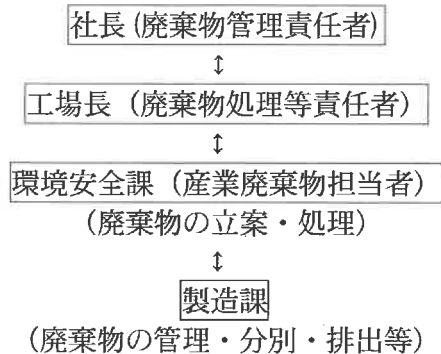 社長(廃棄物管理責任者)
↕
工場長（廃棄物処理等責任者）
↕
環境安全課（産業廃棄物担当者）
(廃棄物の立案・処理)
↕
製造課
(廃棄物の管理・分別・排出等)